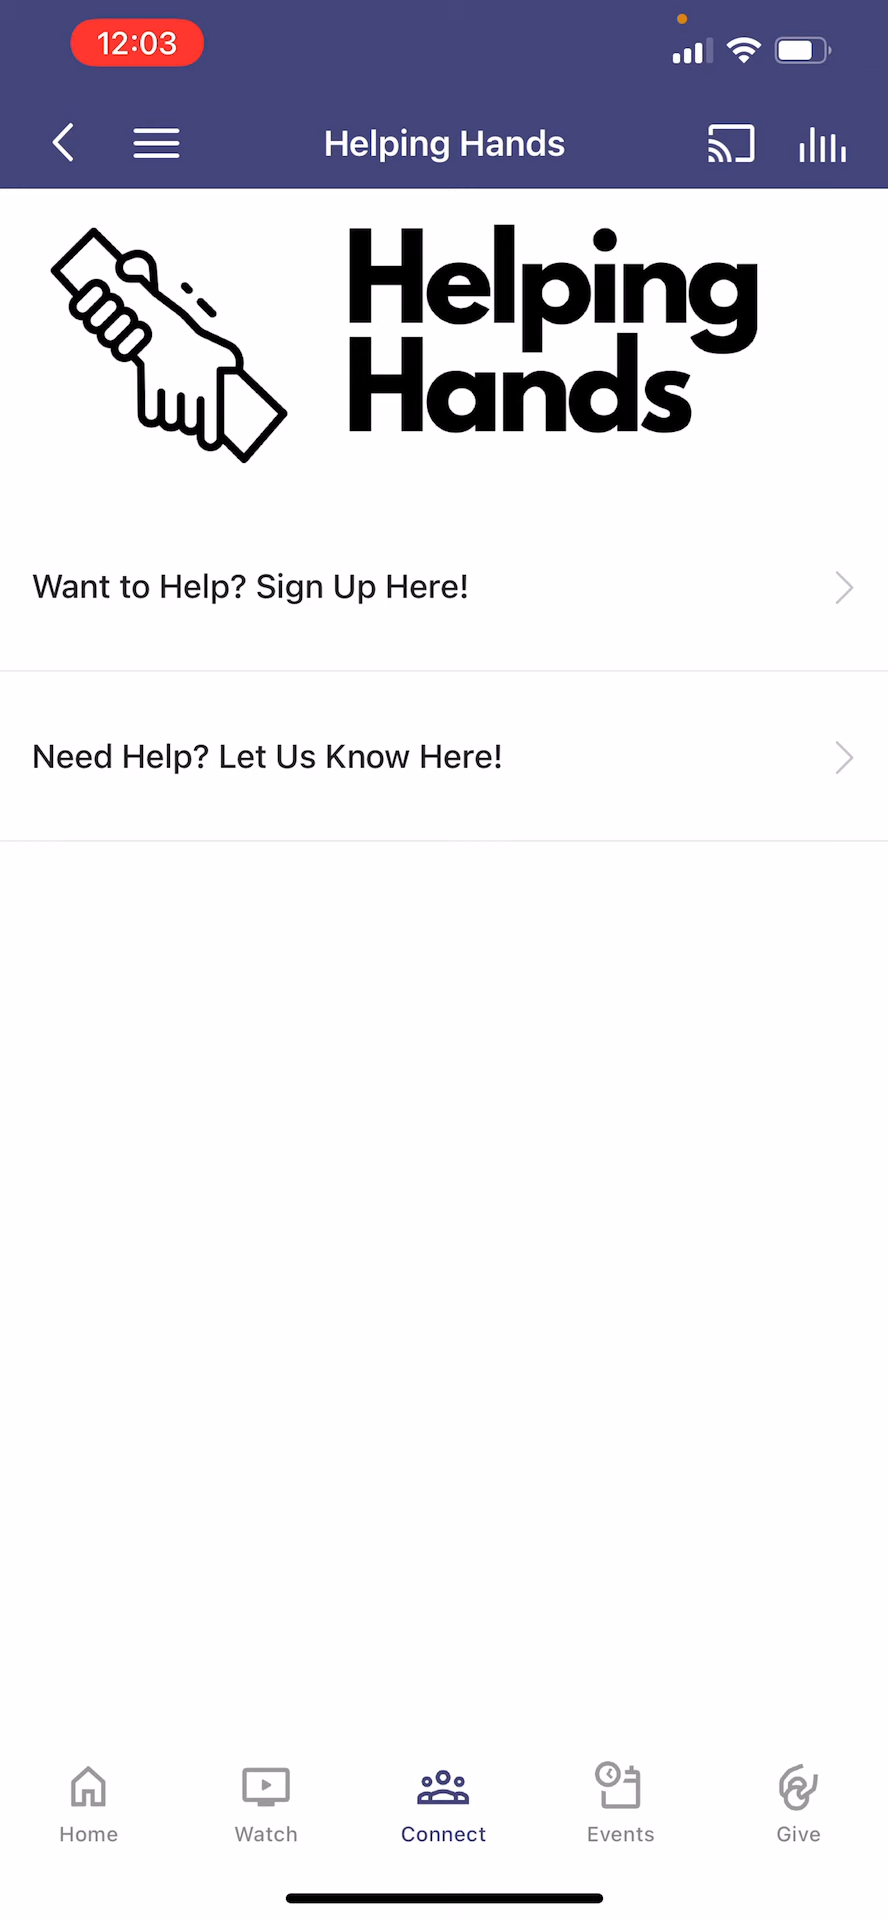 12:03
Helping Hands
Helping
Hands
Want to Help? Sign Up Here!
Need Help? Let Us Know Here!
Home
Watch
Connect
Events
Give